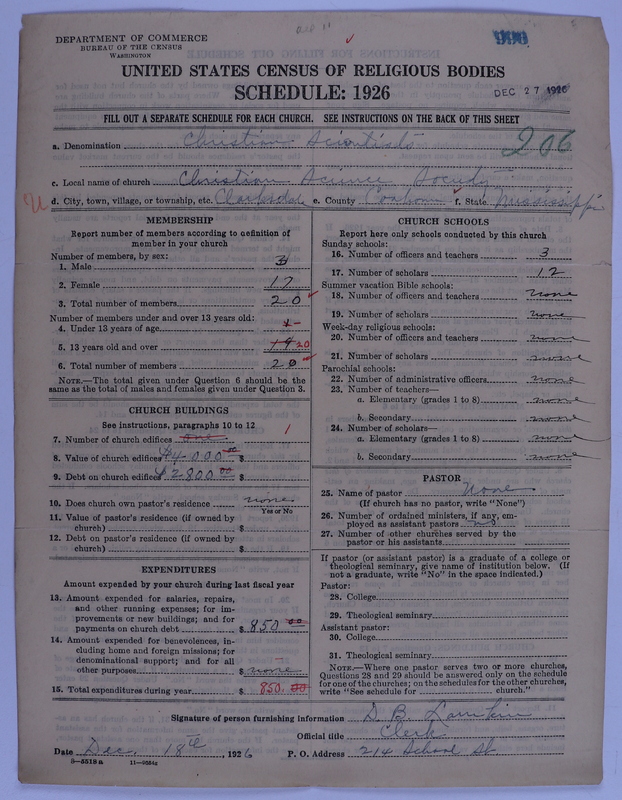 DEPARTMENT OF COMMERCE
BUREAU OF THE CENSUS
WASHINGTON
990
UNITED STATES CENSUS OF RELIGIOUS BODIES
SCHEDULE: 1926
DEC 27 1926
FILL OUT A SEPARATE SCHEDULE FOR EACH CHURCH. SEE INSTRUCTIONS ON THE BACK OF THIS SHEET
a. Denomination Christian Scientists
206
c. Local name of church Christian Science Society
d. City, town, village, or township, etc. Clarksdale e. County Coahoma f. State Mississippi
MEMBERSHIP
Report number of members according to definition of
member in your church
Number of members, by sex:
1. Male 3
2. Female 17
3. Total number of members 20
Number of members under and over 13 years old:
4. Under 13 years of age 1
5. 13 years old and over 19 20
6. Total number of members 20
NOTE.—The total given under Question 6 should be
the same as the total of males and females given under Question 3.
CHURCH BUILDINGS
See instructions, paragraphs 10 to 12
7. Number of church edifices one 1
8. Value of church edifices $ 4000.00
9. Debt on church edifices $ 2800.00
10. Does church own pastor's residence none
Yes or No
11. Value of pastor's residence (if owned by
church) $
12. Debt on pastor's residence (if owned by
church) $
EXPENDITURES
Amount expended by your church during last fiscal year
13. Amount expended for salaries, repairs,
and other running expenses; for im-
provements or new buildings; and for
payments on church debt $ 850 00
14. Amount expended for benevolences, in-
cluding home and foreign missions; for
denominational support; and for all
other purposes $ none
15. Total expenditures during year $ 850.00
CHURCH SCHOOLS
Report here only schools conducted by this church
Sunday schools:
16. Number of officers and teachers 3
17. Number of scholars 12
Summer vacation Bible schools:
18. Number of officers and teachers none
19. Number of scholars none
Week-day religious schools:
20. Number of officers and teachers none
21. Number of scholars none
Parochial schools:
22. Number of administrative officers none
23. Number of teachers—
a. Elementary (grades 1 to 8) none
b. Secondary none
24. Number of scholars—
a. Elementary (grades 1 to 8) none
b. Secondary none
PASTOR
25. Name of pastor None
(If church has no pastor, write "None")
26. Number of ordained ministers, if any, em-
ployed as assistant pastors no
27. Number of other churches served by the
pastor or his assistants
If pastor (or assistant pastor) is a graduate of a college or
theological seminary, give name of institution below. (If
not a graduate, write "No" in the space indicated.)
Pastor:
28. College
29. Theological seminary
Assistant pastor:
30. College
31. Theological seminary
NOTE.—Where one pastor serves two or more churches,
Questions 28 and 29 should be answered only on the schedule
for one of the churches; on the schedules for the other churches,
write "See schedule for church."
Signature of person furnishing information D. B. Lamkin
Official title Clerk
Date Dec. 18th, 1926 P. O. Address 214 School St
8-5518a 11-9584